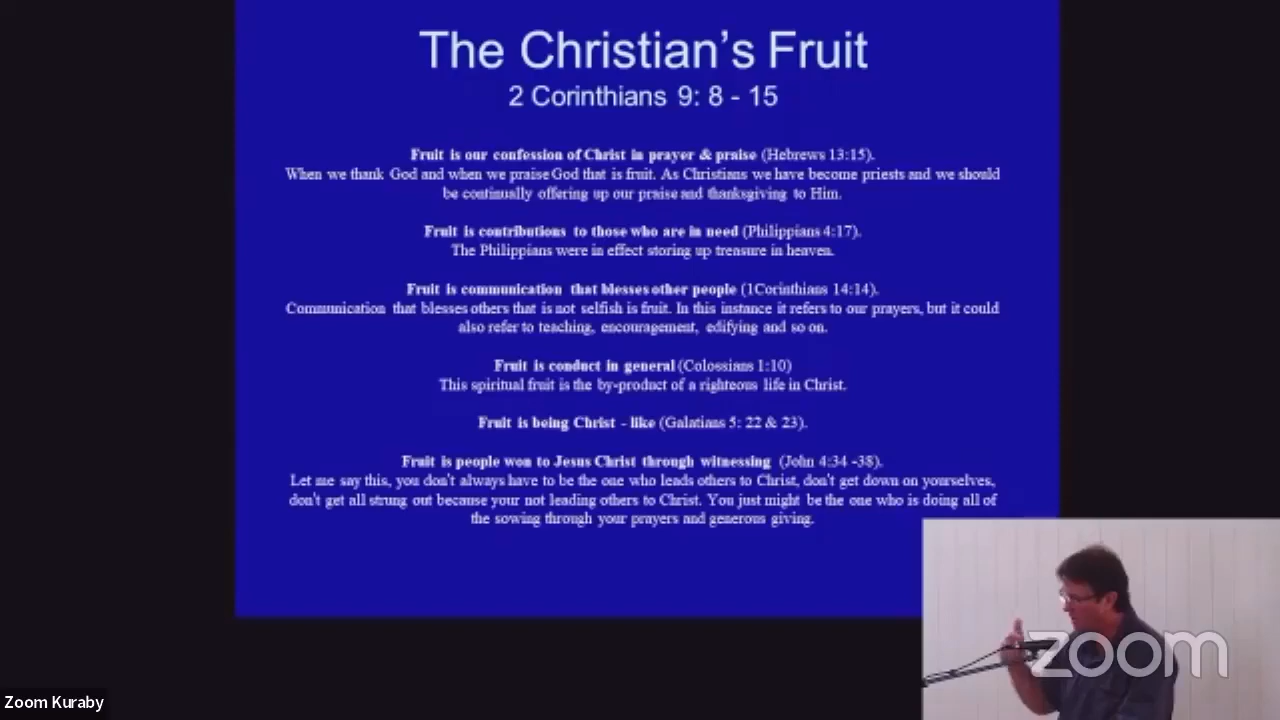 The Christian's Fruit
2 Corinthians 9: 8 - 15
Fruit is our confession of Christ in prayer & praise (Hebrews 13:15).
When we thank God and when we praise God that is fruit. As Christians we have become priests and we should
be continually offering up our praise and thanksgiving to Him.
Fruit is contributions to those who are in need (Philippians 4:17).
The Philippians were in effect storing up treasure in heaven.
Fruit is communication that blesses other people (1Corinthians 14:14).
Communication that blesses others that is not selfish is fruit. In this instance it refers to our prayers, but it could
also refer to teaching, encouragement, edifying and so on.
Fruit is conduct in general (Colossians 1:10)
This spiritual fruit is the by-product of a righteous life in Christ.
Fruit is being Christ - like (Galatians 5: 22 & 23).
Fruit is people won to Jesus Christ through witnessing (John 4:34 -38).
Let me say this, you don't always have to be the one who leads others to Christ, don't get down on yourselves,
don't get all strung out because your not leading others to Christ. You just might be the one who is doing all of
the sowing through your prayers and generous giving.
zoom
Zoom Kuraby